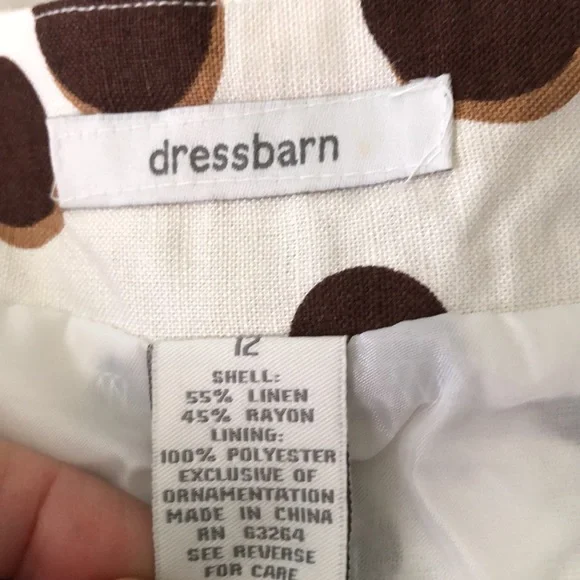 dressbarn
12
SHELL:
55% LINEN
45% RAYON
LINING:
100% POLYESTER
EXCLUSIVE OF
ORNAMENTATION
MADE IN CHINA
RN 63264
SEE REVERSE
FOR CARE